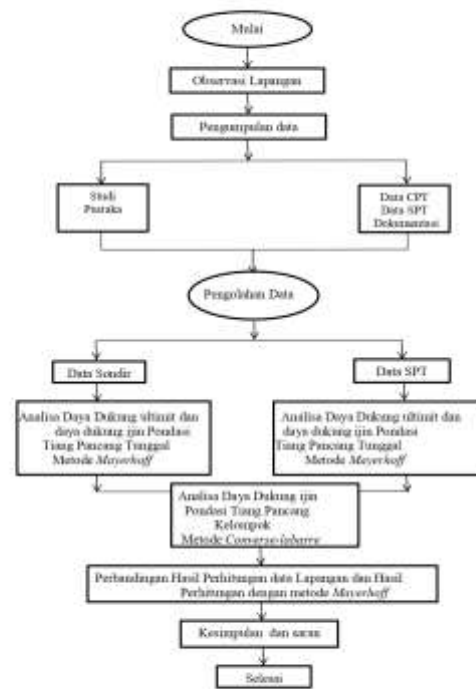 Mulai
Observasi Lapangan
Pengumpulan data
Studi
Pustaka
Data CPT
Data SPT
Dokumentasi
Pengolahan Data
Data Sondir
Data SPT
Analisa Daya Dukung ultimit dan
daya dukung ijin Pondasi
Tiang Pancang Tunggal
Metode Mayerhoff
Analisa Daya Dukung ultimit dan
daya dukung ijin Pondasi
Tiang Pancang Tunggal
Metode Meyerhoff
Analisa Daya Dukung ijin
Pondasi Tiang Pancang
Kelompok
Metode Converse-labarre
Perbandingan Hasil Perhitungan data Lapangan dan Hasil
Perhitungan dengan metode Mayerhoff
Kesimpulan dan saran
Selesai